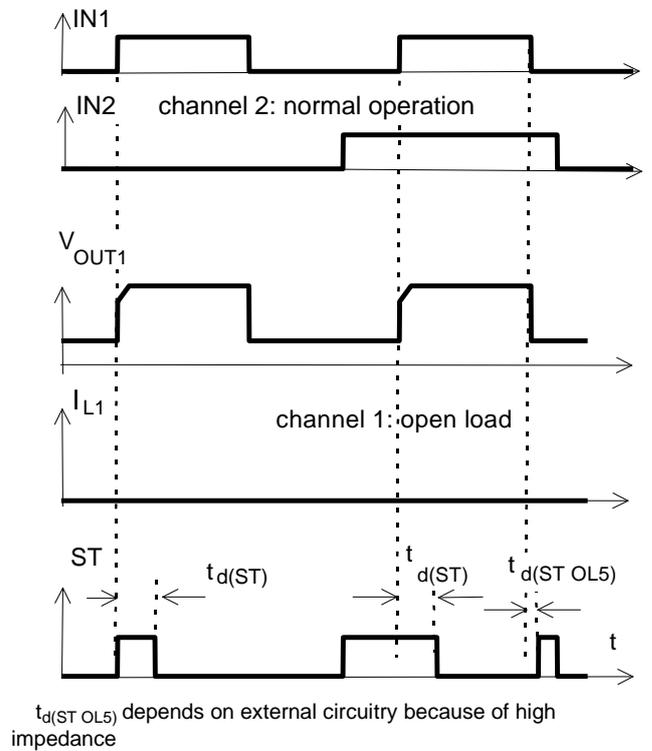 IN1
IN2
channel 2: normal operation
VOUT1
IL1
channel 1: open load
ST
td(ST)
td(ST)
td(ST OL5)
t
td(ST OL5) depends on external circuitry because of high
impedance